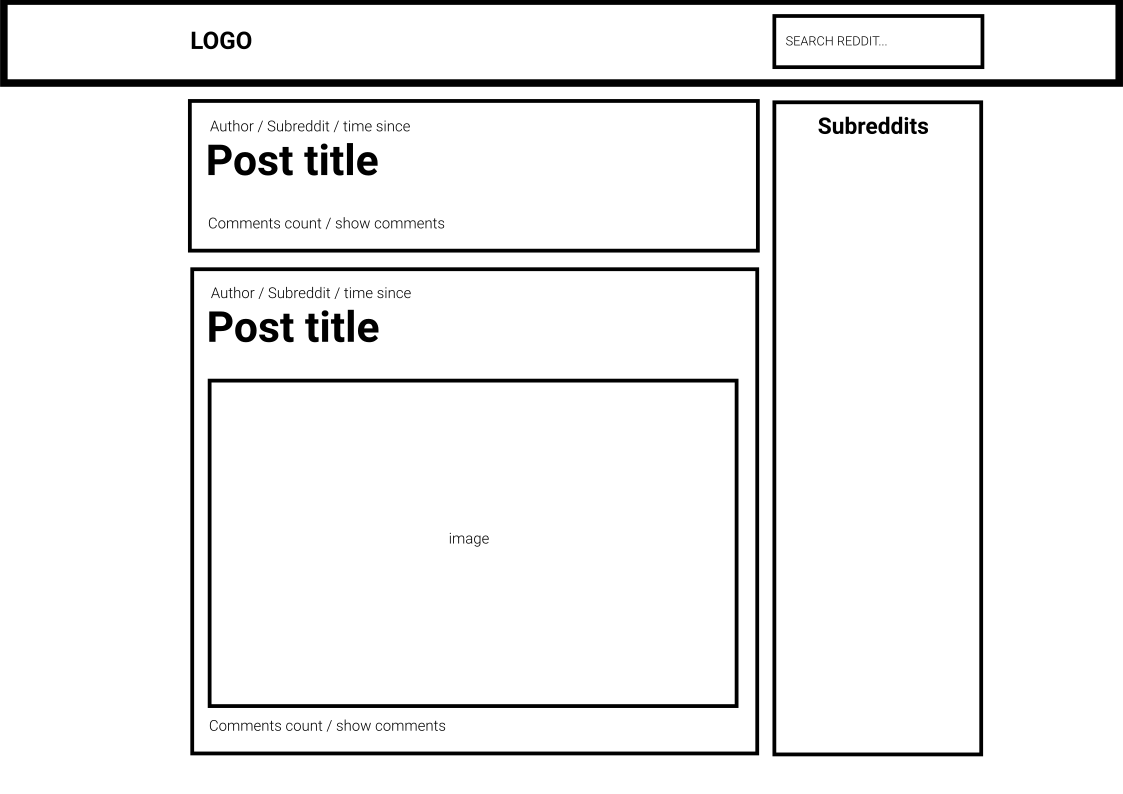 LOGO
SEARCH REDDIT...
Author / Subreddit / time since
Post title
Comments count / show comments
Subreddits
Author / Subreddit / time since
Post title
image
Comments count / show comments